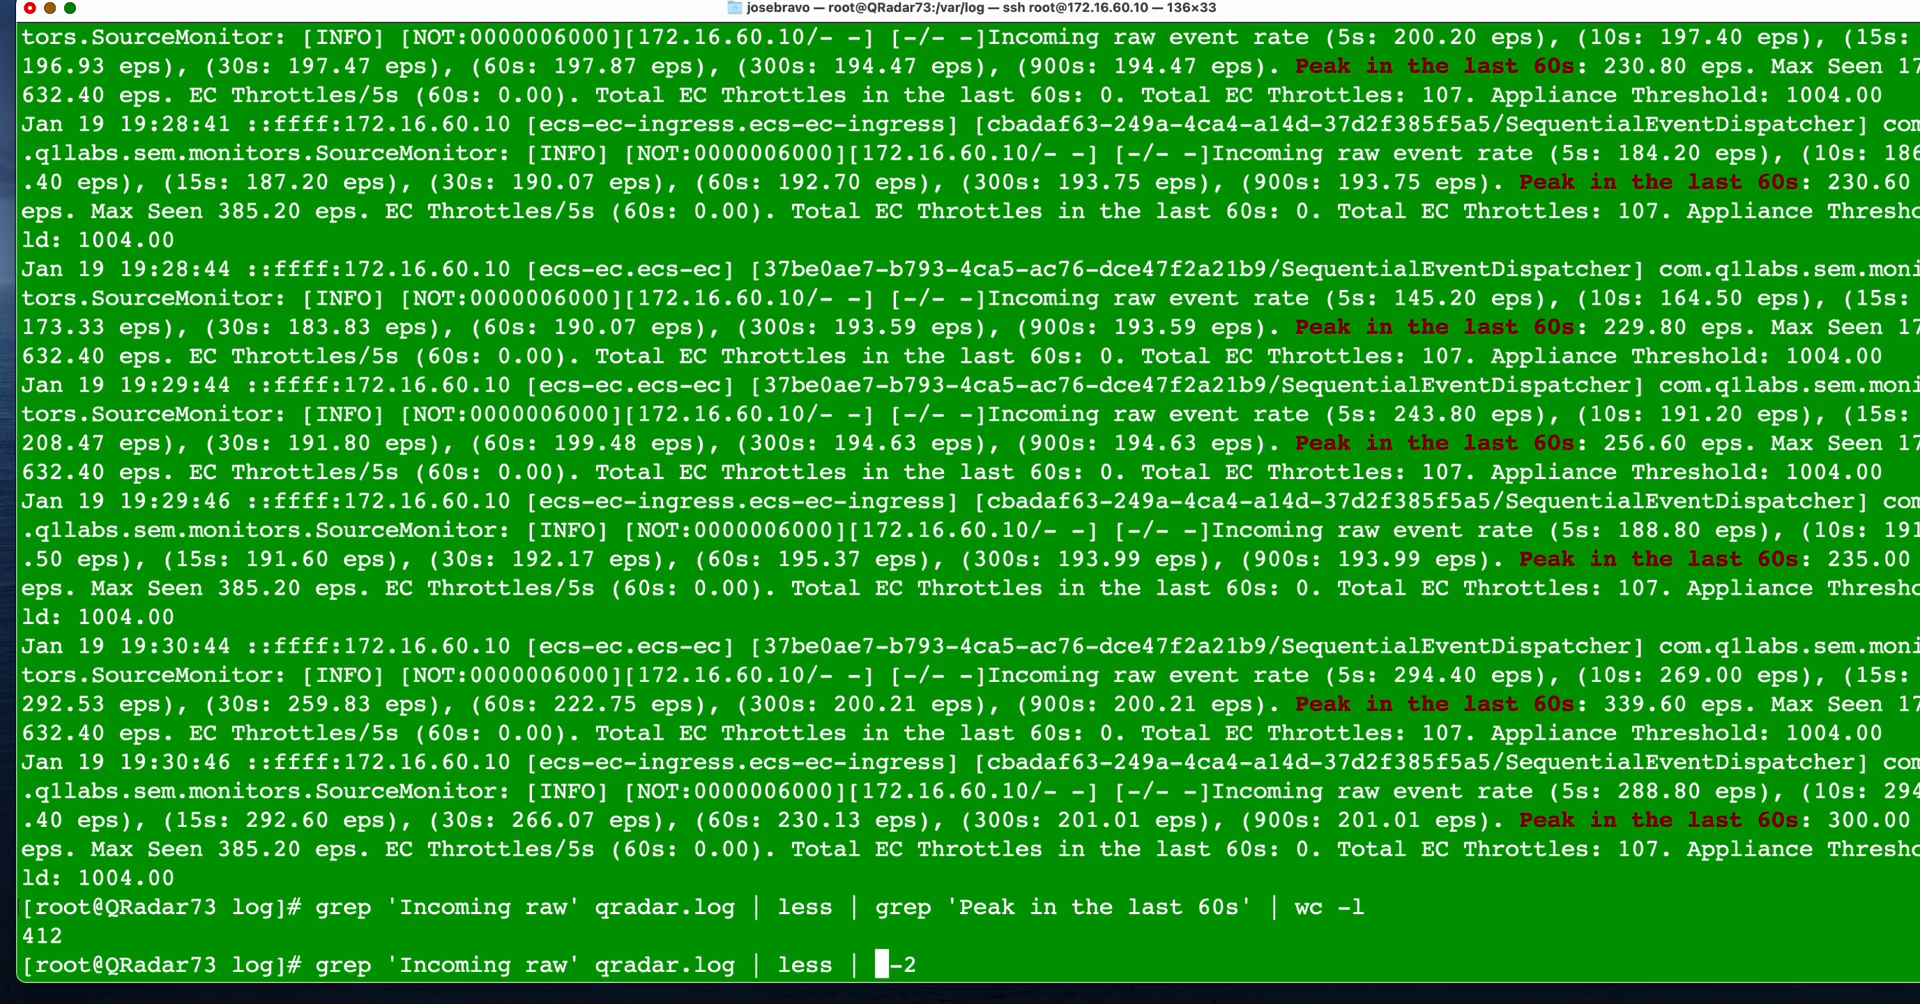 josebravo — root@QRadar73:/var/log — ssh root@172.16.60.10 — 136×33
tors.SourceMonitor: [INFO] [NOT:0000006000][172.16.60.10/- -] [-/- -]Incoming raw event rate (5s: 200.20 eps), (10s: 197.40 eps), (15s:
196.93 eps), (30s: 197.47 eps), (60s: 197.87 eps), (300s: 194.47 eps), (900s: 194.47 eps). Peak in the last 60s: 230.80 eps. Max Seen 17
632.40 eps. EC Throttles/5s (60s: 0.00). Total EC Throttles in the last 60s: 0. Total EC Throttles: 107. Appliance Threshold: 1004.00
Jan 19 19:28:41 ::ffff:172.16.60.10 [ecs-ec-ingress.ecs-ec-ingress] [cbadaf63-249a-4ca4-a14d-37d2f385f5a5/SequentialEventDispatcher] com
.q1labs.sem.monitors.SourceMonitor: [INFO] [NOT:0000006000][172.16.60.10/- -] [-/- -]Incoming raw event rate (5s: 184.20 eps), (10s: 186
.40 eps), (15s: 187.20 eps), (30s: 190.07 eps), (60s: 192.70 eps), (300s: 193.75 eps), (900s: 193.75 eps). Peak in the last 60s: 230.60
eps. Max Seen 385.20 eps. EC Throttles/5s (60s: 0.00). Total EC Throttles in the last 60s: 0. Total EC Throttles: 107. Appliance Thresho
ld: 1004.00
Jan 19 19:28:44 ::ffff:172.16.60.10 [ecs-ec.ecs-ec] [37be0ae7-b793-4ca5-ac76-dce47f2a21b9/SequentialEventDispatcher] com.q1labs.sem.moni
tors.SourceMonitor: [INFO] [NOT:0000006000][172.16.60.10/- -] [-/- -]Incoming raw event rate (5s: 145.20 eps), (10s: 164.50 eps), (15s:
173.33 eps), (30s: 183.83 eps), (60s: 190.07 eps), (300s: 193.59 eps), (900s: 193.59 eps). Peak in the last 60s: 229.80 eps. Max Seen 17
632.40 eps. EC Throttles/5s (60s: 0.00). Total EC Throttles in the last 60s: 0. Total EC Throttles: 107. Appliance Threshold: 1004.00
Jan 19 19:29:44 ::ffff:172.16.60.10 [ecs-ec.ecs-ec] [37be0ae7-b793-4ca5-ac76-dce47f2a21b9/SequentialEventDispatcher] com.q1labs.sem.moni
tors.SourceMonitor: [INFO] [NOT:0000006000][172.16.60.10/- -] [-/- -]Incoming raw event rate (5s: 243.80 eps), (10s: 191.20 eps), (15s:
208.47 eps), (30s: 191.80 eps), (60s: 199.48 eps), (300s: 194.63 eps), (900s: 194.63 eps). Peak in the last 60s: 256.60 eps. Max Seen 17
632.40 eps. EC Throttles/5s (60s: 0.00). Total EC Throttles in the last 60s: 0. Total EC Throttles: 107. Appliance Threshold: 1004.00
Jan 19 19:29:46 ::ffff:172.16.60.10 [ecs-ec-ingress.ecs-ec-ingress] [cbadaf63-249a-4ca4-a14d-37d2f385f5a5/SequentialEventDispatcher] com
.q1labs.sem.monitors.SourceMonitor: [INFO] [NOT:0000006000][172.16.60.10/- -] [-/- -]Incoming raw event rate (5s: 188.80 eps), (10s: 191
.50 eps), (15s: 191.60 eps), (30s: 192.17 eps), (60s: 195.37 eps), (300s: 193.99 eps), (900s: 193.99 eps). Peak in the last 60s: 235.00
eps. Max Seen 385.20 eps. EC Throttles/5s (60s: 0.00). Total EC Throttles in the last 60s: 0. Total EC Throttles: 107. Appliance Thresho
ld: 1004.00
Jan 19 19:30:44 ::ffff:172.16.60.10 [ecs-ec.ecs-ec] [37be0ae7-b793-4ca5-ac76-dce47f2a21b9/SequentialEventDispatcher] com.q1labs.sem.moni
tors.SourceMonitor: [INFO] [NOT:0000006000][172.16.60.10/- -] [-/- -]Incoming raw event rate (5s: 294.40 eps), (10s: 269.00 eps), (15s:
292.53 eps), (30s: 259.83 eps), (60s: 222.75 eps), (300s: 200.21 eps), (900s: 200.21 eps). Peak in the last 60s: 339.60 eps. Max Seen 17
632.40 eps. EC Throttles/5s (60s: 0.00). Total EC Throttles in the last 60s: 0. Total EC Throttles: 107. Appliance Threshold: 1004.00
Jan 19 19:30:46 ::ffff:172.16.60.10 [ecs-ec-ingress.ecs-ec-ingress] [cbadaf63-249a-4ca4-a14d-37d2f385f5a5/SequentialEventDispatcher] com
.q1labs.sem.monitors.SourceMonitor: [INFO] [NOT:0000006000][172.16.60.10/- -] [-/- -]Incoming raw event rate (5s: 288.80 eps), (10s: 294
.40 eps), (15s: 292.60 eps), (30s: 266.07 eps), (60s: 230.13 eps), (300s: 201.01 eps), (900s: 201.01 eps). Peak in the last 60s: 300.00
eps. Max Seen 385.20 eps. EC Throttles/5s (60s: 0.00). Total EC Throttles in the last 60s: 0. Total EC Throttles: 107. Appliance Thresho
ld: 1004.00
[root@QRadar73 log]# grep 'Incoming raw' qradar.log | less | grep 'Peak in the last 60s' | wc -l
412
[root@QRadar73 log]# grep 'Incoming raw' qradar.log | less | -2